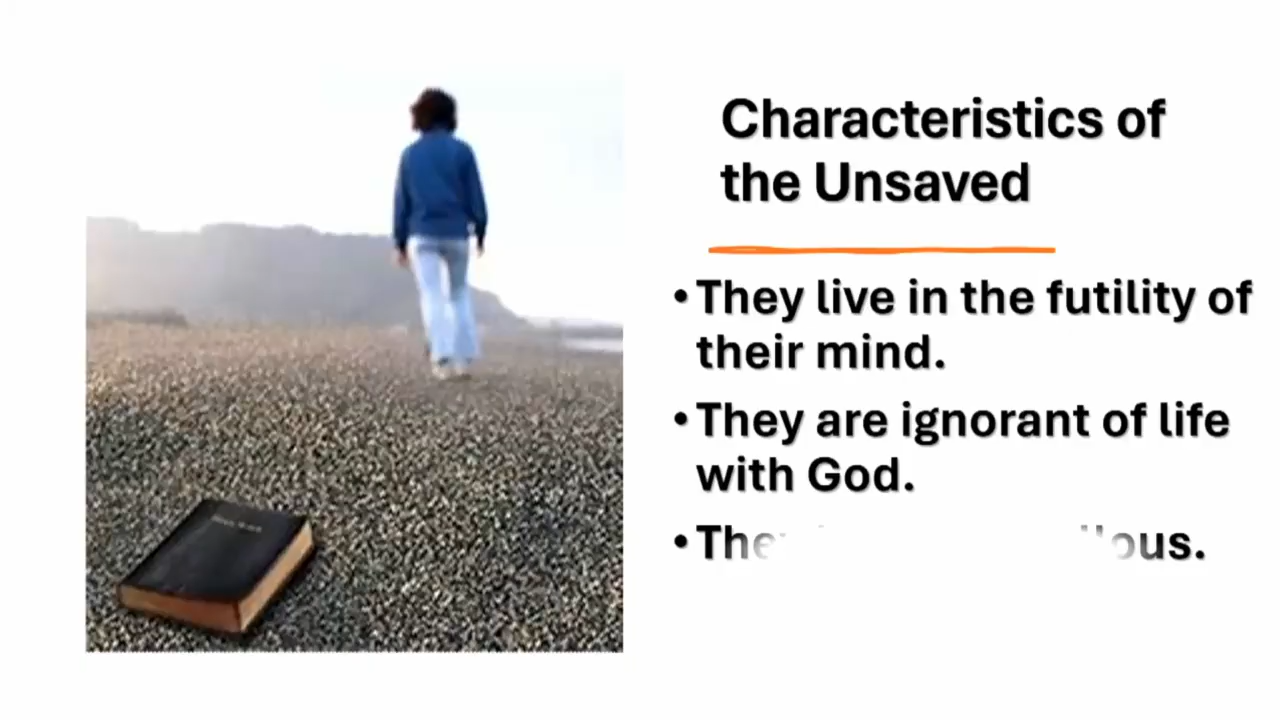 Characteristics of
the Unsaved
• They live in the futility of
their mind.
• They are ignorant of life
with God.
•